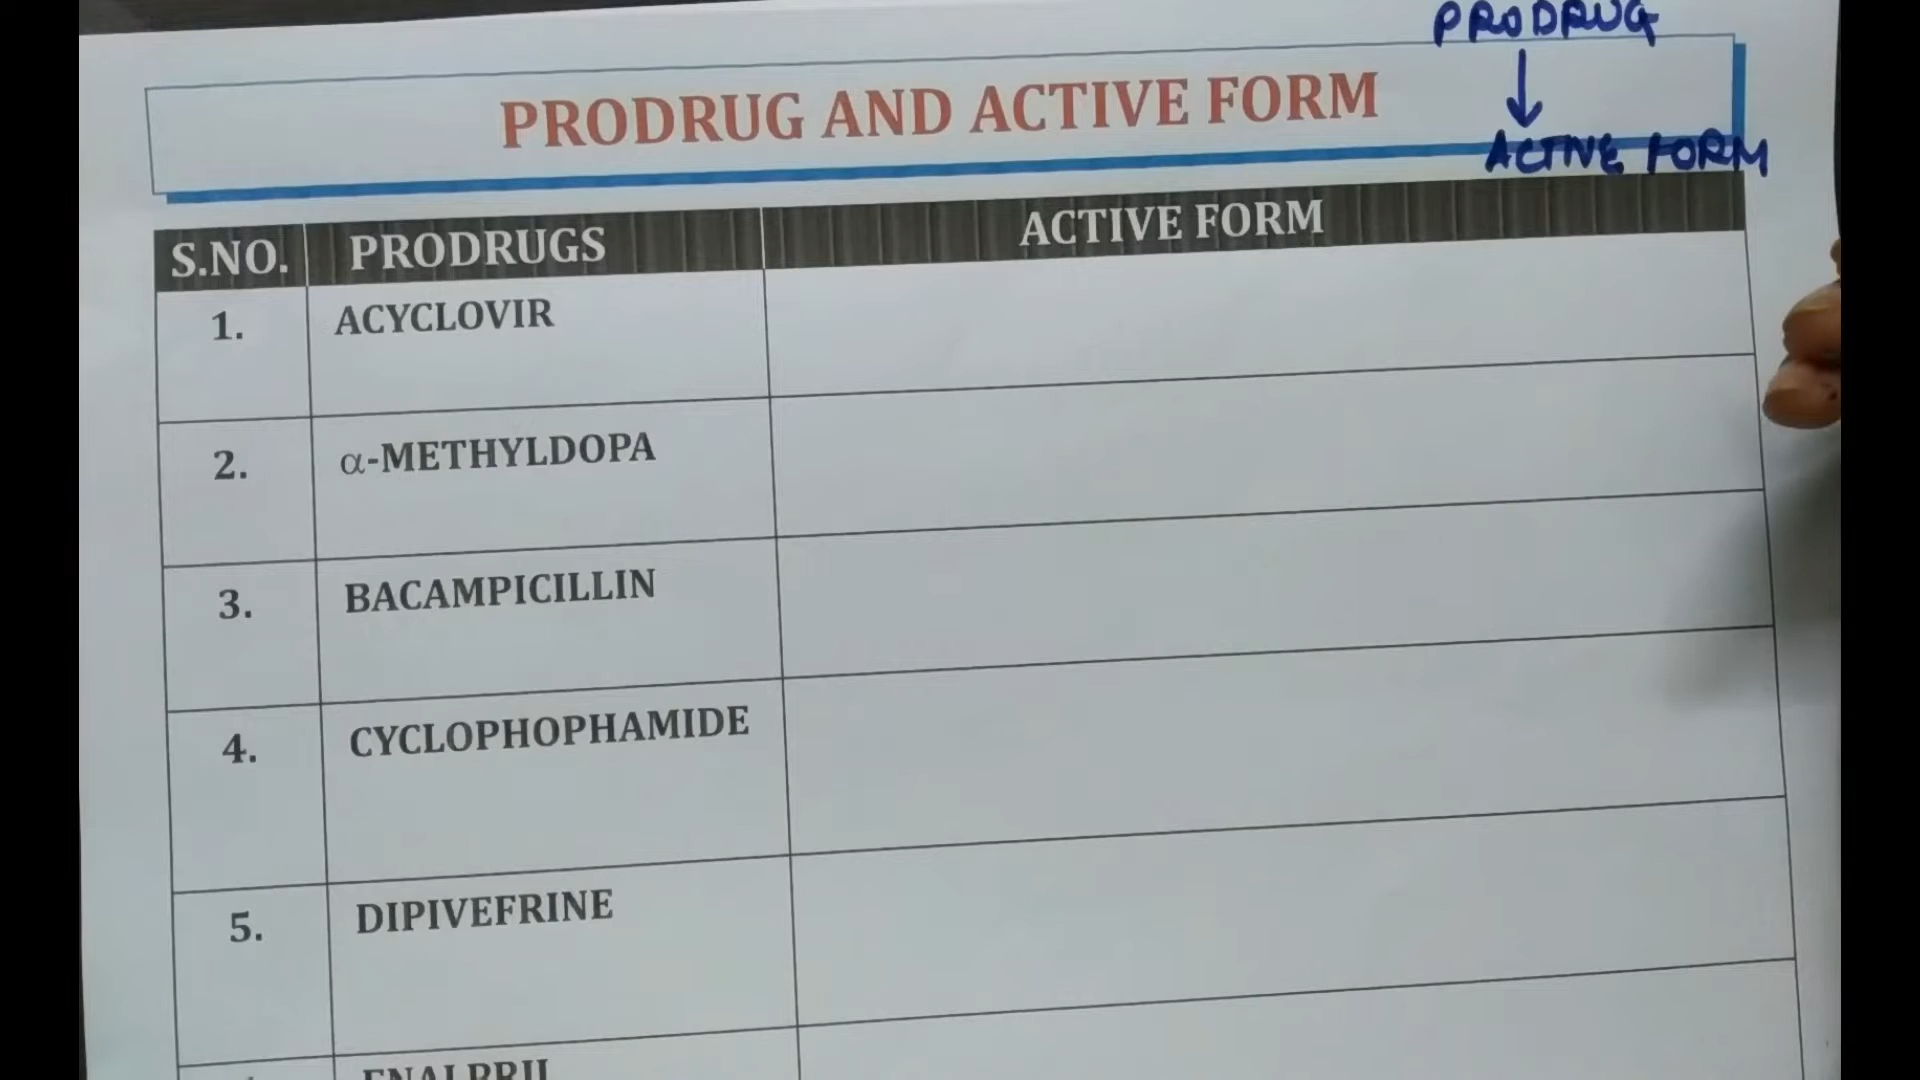 PRODRUG
ACTIVE FORM
PRODRUG AND ACTIVE FORM
S.NO. PRODRUGS ACTIVE FORM
1. ACYCLOVIR
2. α-METHYLDOPA
3. BACAMPICILLIN
4. CYCLOPHOPHAMIDE
5. DIPIVEFRINE